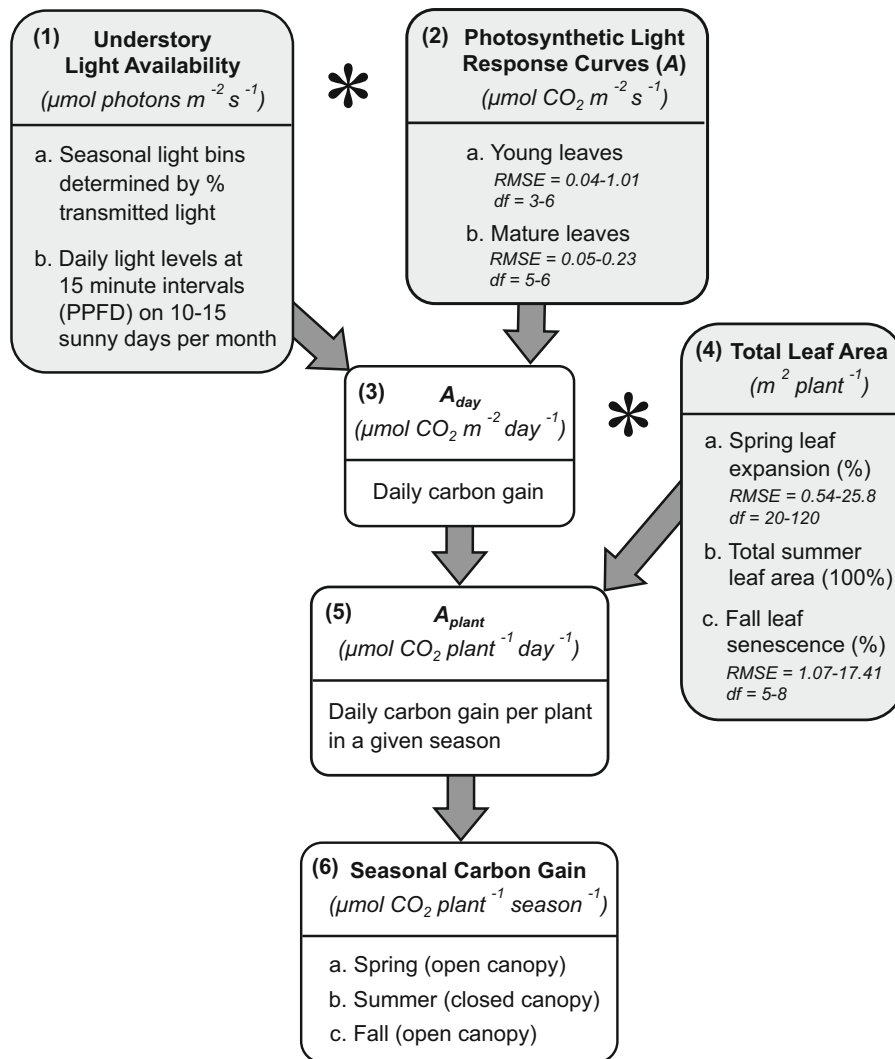 (1) Understory
Light Availability
(µmol photons m⁻² s⁻¹)
a. Seasonal light bins
determined by %
transmitted light
b. Daily light levels at
15 minute intervals
(PPFD) on 10-15
sunny days per month
*
(2) Photosynthetic Light
Response Curves (A)
(µmol CO₂ m⁻² s⁻¹)
a. Young leaves
RMSE = 0.04-1.01
df = 3-6
b. Mature leaves
RMSE = 0.05-0.23
df = 5-6
(3) A_day
(µmol CO₂ m⁻² day⁻¹)
Daily carbon gain
*
(4) Total Leaf Area
(m² plant⁻¹)
a. Spring leaf
expansion (%)
RMSE = 0.54-25.8
df = 20-120
b. Total summer
leaf area (100%)
c. Fall leaf
senescence (%)
RMSE = 1.07-17.41
df = 5-8
(5) A_plant
(µmol CO₂ plant⁻¹ day⁻¹)
Daily carbon gain per plant
in a given season
(6) Seasonal Carbon Gain
(µmol CO₂ plant⁻¹ season⁻¹)
a. Spring (open canopy)
b. Summer (closed canopy)
c. Fall (open canopy)